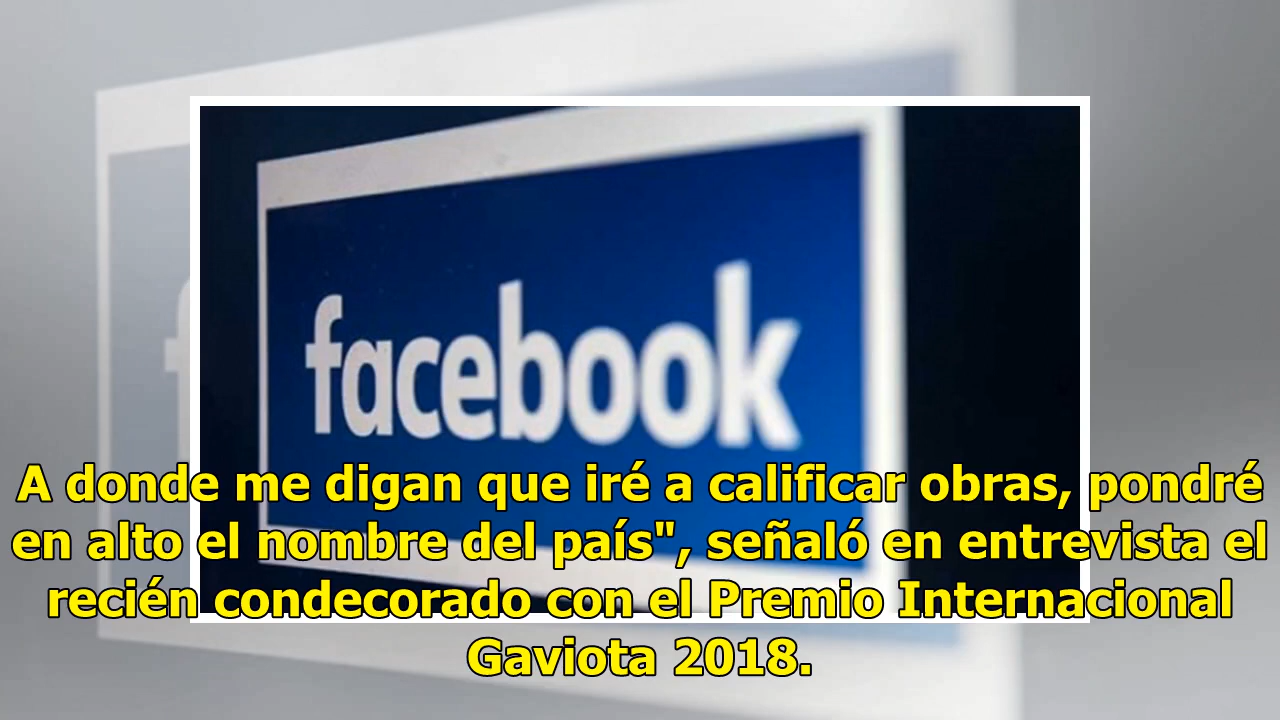 facebook
A donde me digan que iré a calificar obras, pondré
en alto el nombre del país", señaló en entrevista el
recién condecorado con el Premio Internacional
Gaviota 2018.